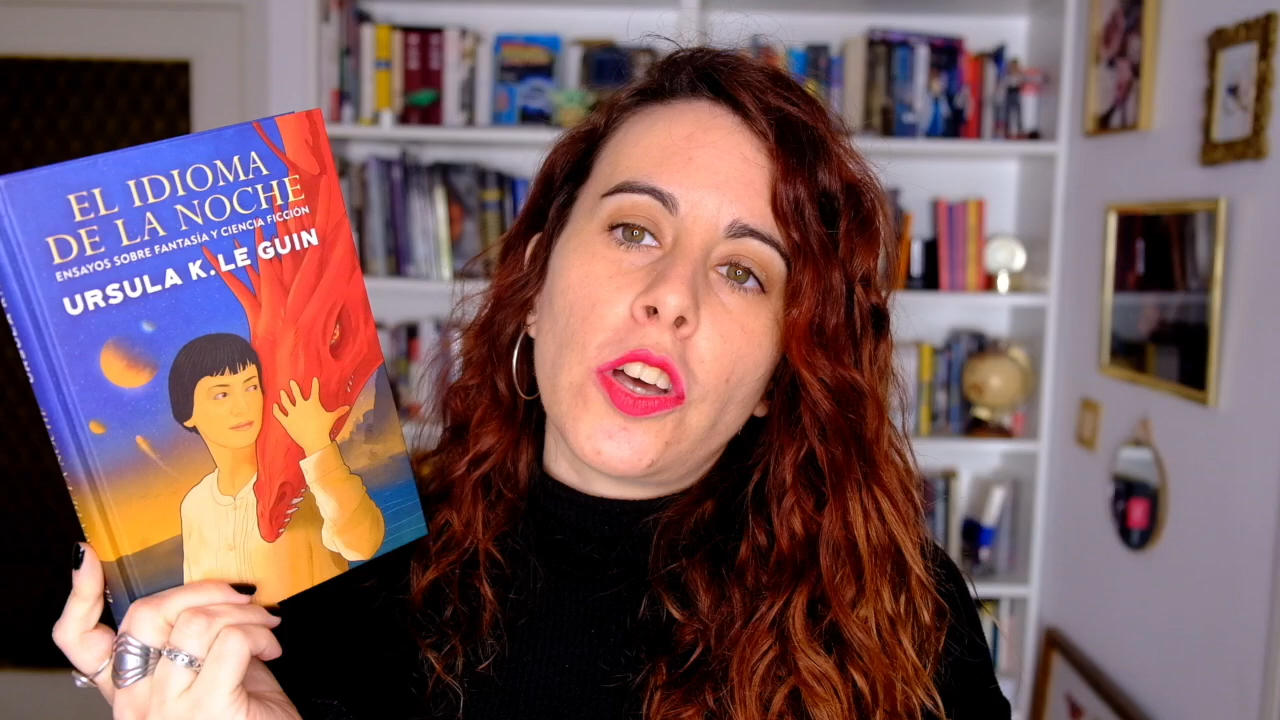 EL IDIOMA
DE LA NOCHE
ENSAYOS SOBRE FANTASÍA Y CIENCIA FICCIÓN
URSULA K. LE GUIN